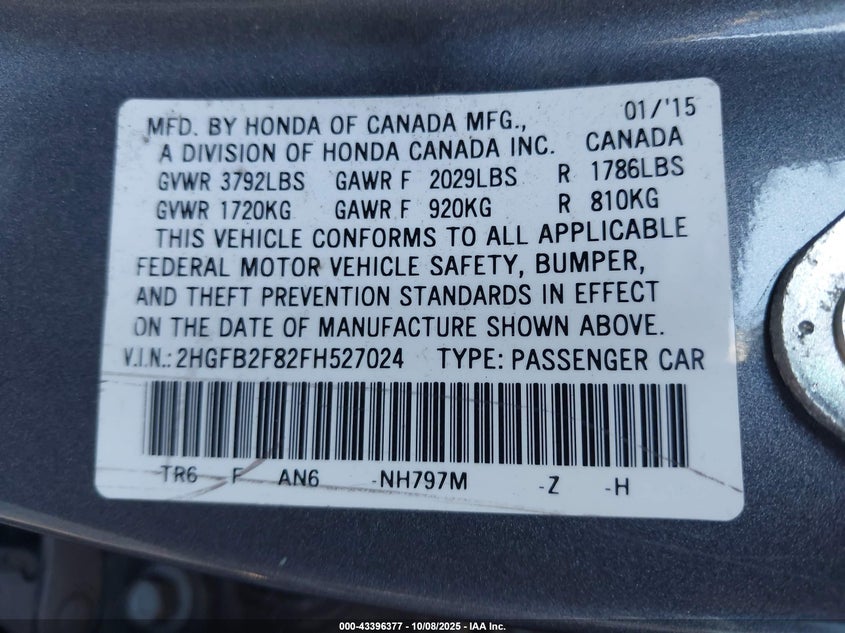 MFD. BY HONDA OF CANADA MFG., 01/'15
A DIVISION OF HONDA CANADA INC. CANADA
GVWR 3792LBS GAWR F 2029LBS R 1786LBS
GVWR 1720KG GAWR F 920KG R 810KG
THIS VEHICLE CONFORMS TO ALL APPLICABLE
FEDERAL MOTOR VEHICLE SAFETY, BUMPER,
AND THEFT PREVENTION STANDARDS IN EFFECT
ON THE DATE OF MANUFACTURE SHOWN ABOVE.
V.I.N.: 2HGFB2F82FH527024 TYPE: PASSENGER CAR
TR6 F AN6 -NH797M -Z -H
000-43396377 - 10/08/2025 - IAA Inc.